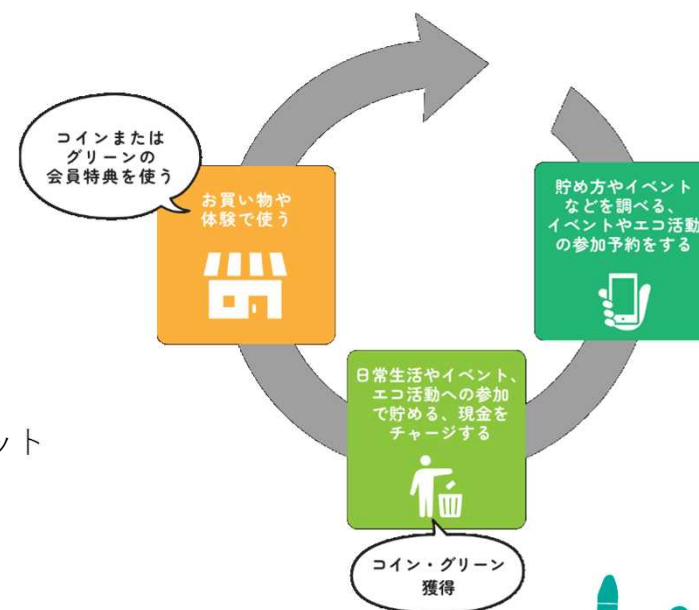 コインまたは
グリーンの
会員特典を使う
お買い物や
体験で使う
貯め方やイベント
などを調べる、
イベントやエコ活動
の参加予約をする
日常生活やイベント、
エコ活動への参加
で貯める、現金を
チャージする
ット
コイン・グリーン
獲得